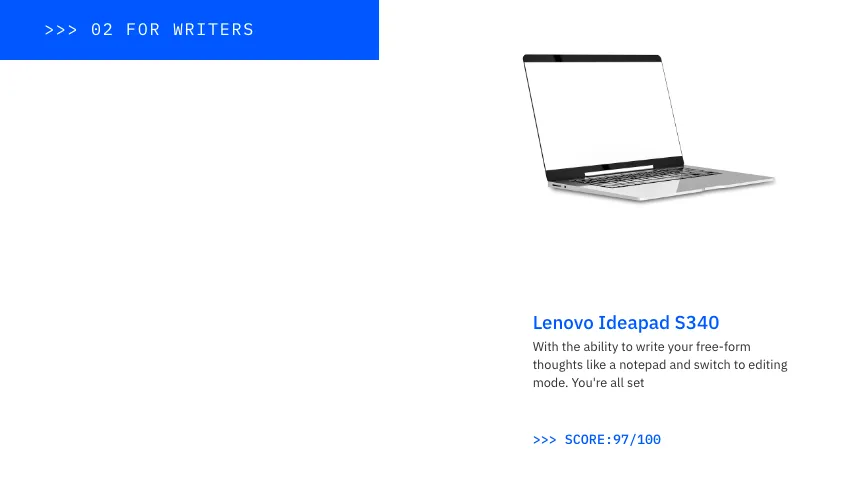 >>> 02 FOR WRITERS
Lenovo Ideapad S340
With the ability to write your free-form
thoughts like a notepad and switch to editing
mode. You're all set
>>> SCORE:97/100